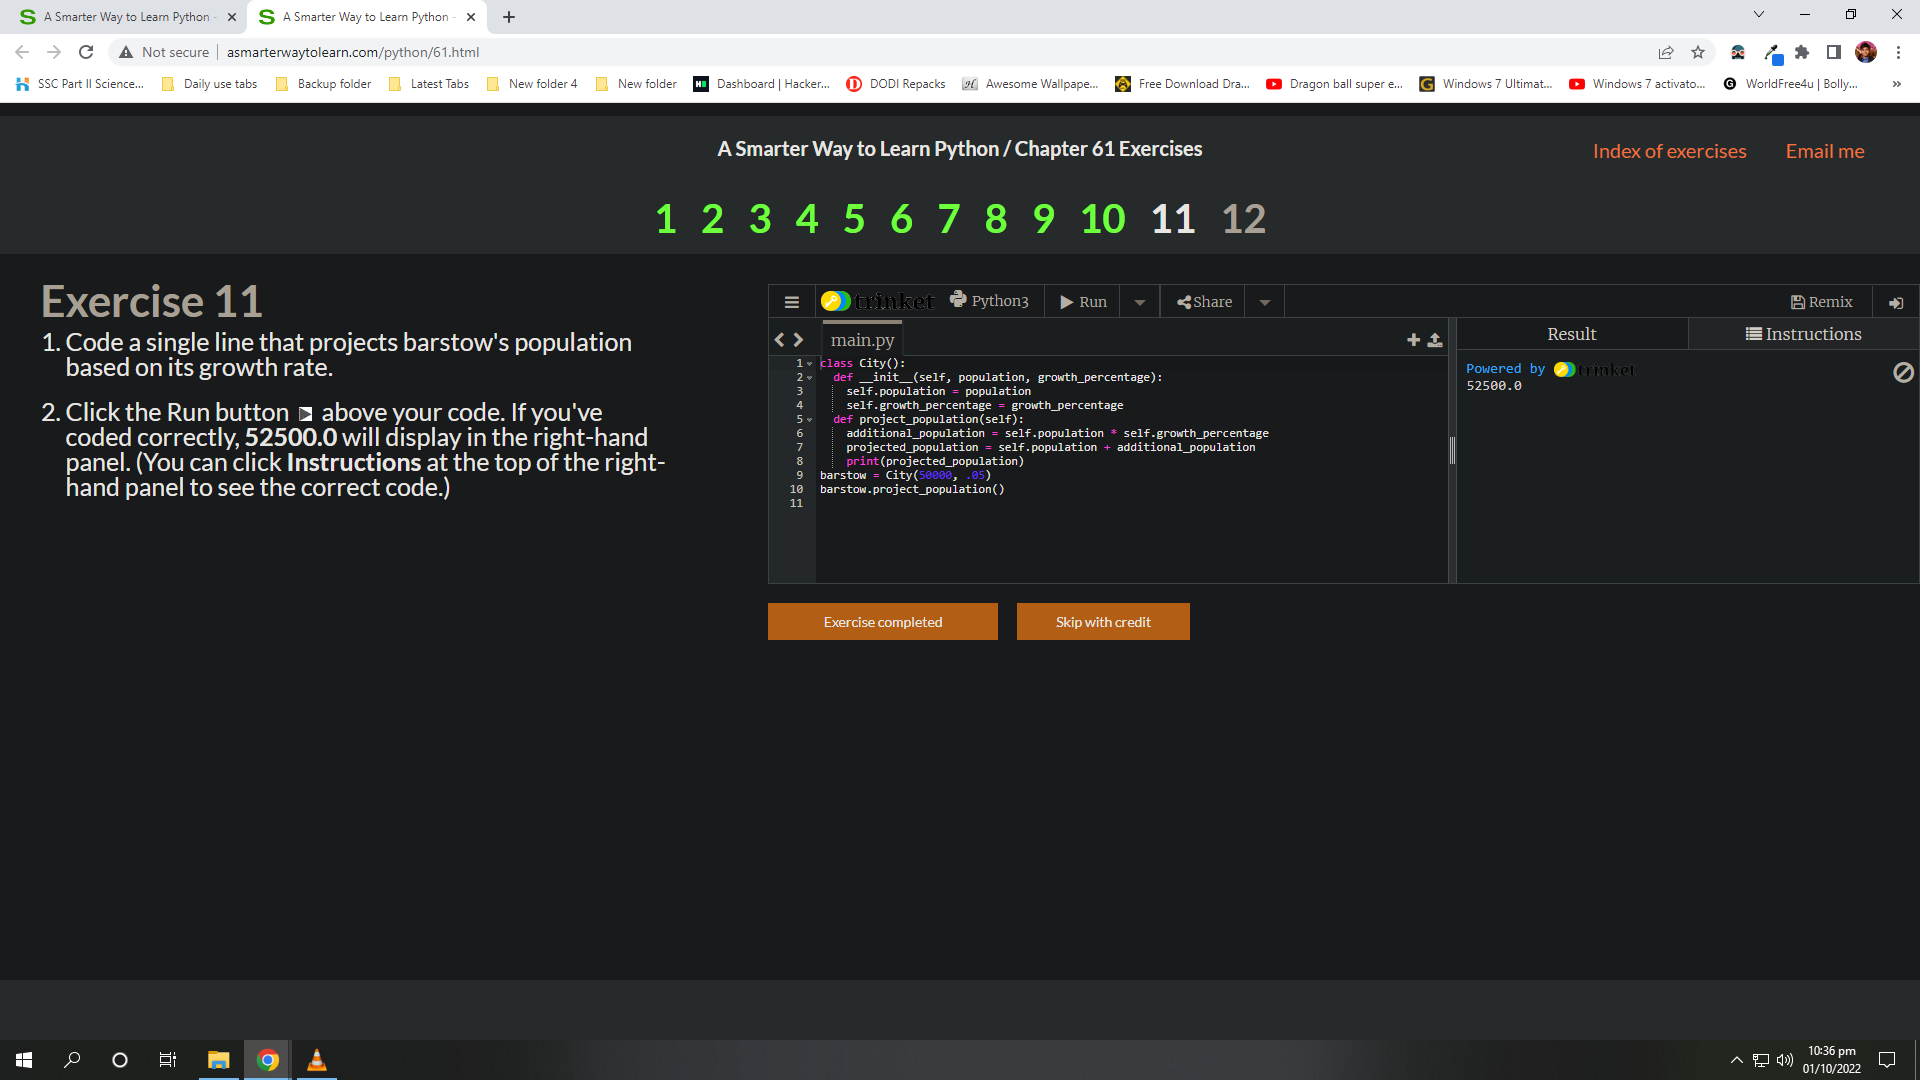 A Smarter Way to Learn Python -
A Smarter Way to Learn Python -
Not secure
asmarterwaytolearn.com/python/61.html
SSC Part II Science...
Daily use tabs
Backup folder
Latest Tabs
New folder 4
New folder
Dashboard | Hacker...
DODI Repacks
Awesome Wallpape...
Free Download Dra...
Dragon ball super e...
Windows 7 Ultimat...
Windows 7 activato...
WorldFree4u | Bolly...
A Smarter Way to Learn Python / Chapter 61 Exercises
Index of exercises
Email me
1 2 3 4 5 6 7 8 9 10 11 12
Exercise 11
1. Code a single line that projects barstow's population
based on its growth rate.
2. Click the Run button above your code. If you've
coded correctly, 52500.0 will display in the right-hand
panel. (You can click Instructions at the top of the right-
hand panel to see the correct code.)
trinket
Python3
Run
Share
Remix
main.py
1 class City():
2 def __init__(self, population, growth_percentage):
3 self.population = population
4 self.growth_percentage = growth_percentage
5 def project_population(self):
6 additional_population = self.population * self.growth_percentage
7 projected_population = self.population + additional_population
8 print(projected_population)
9 barstow = City(50000, .05)
10 barstow.project_population()
11
Result
Instructions
Powered by trinket
52500.0
Exercise completed
Skip with credit
10:36 pm
01/10/2022